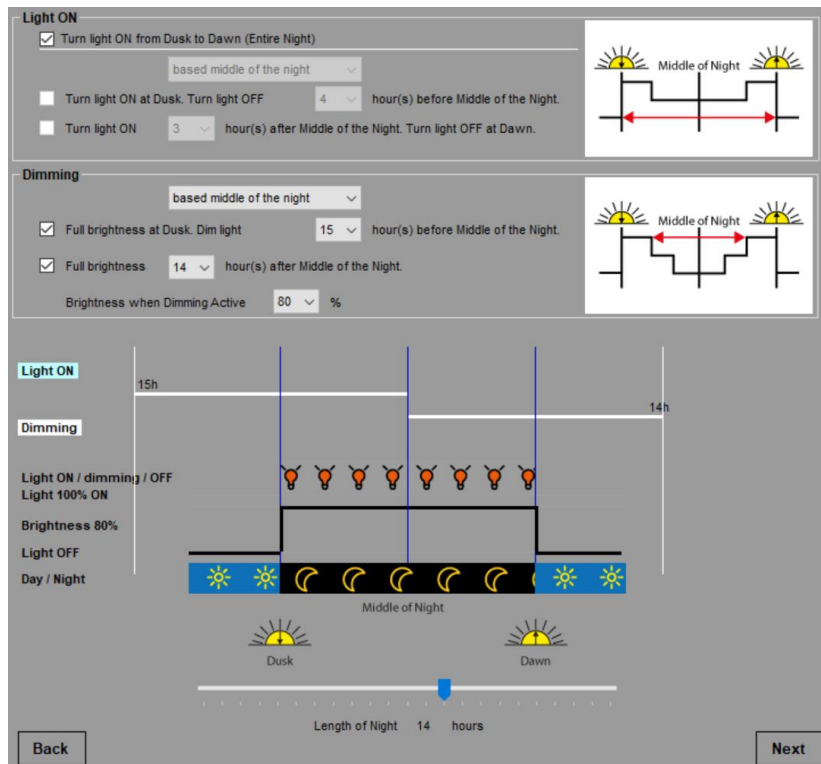 Light ON
Turn light ON from Dusk to Dawn (Entire Night)
based middle of the night
Turn light ON at Dusk. Turn light OFF 4 hour(s) before Middle of the Night.
Turn light ON 3 hour(s) after Middle of the Night. Turn light OFF at Dawn.
Middle of Night
Dimming
based middle of the night
Full brightness at Dusk. Dim light 15 hour(s) before Middle of the Night.
Full brightness 14 hour(s) after Middle of the Night.
Brightness when Dimming Active 80 %
Middle of Night
Light ON
15h
14h
Dimming
Light ON / dimming / OFF
Light 100% ON
Brightness 80%
Light OFF
Day / Night
Middle of Night
Dusk Dawn
Length of Night 14 hours
Back Next